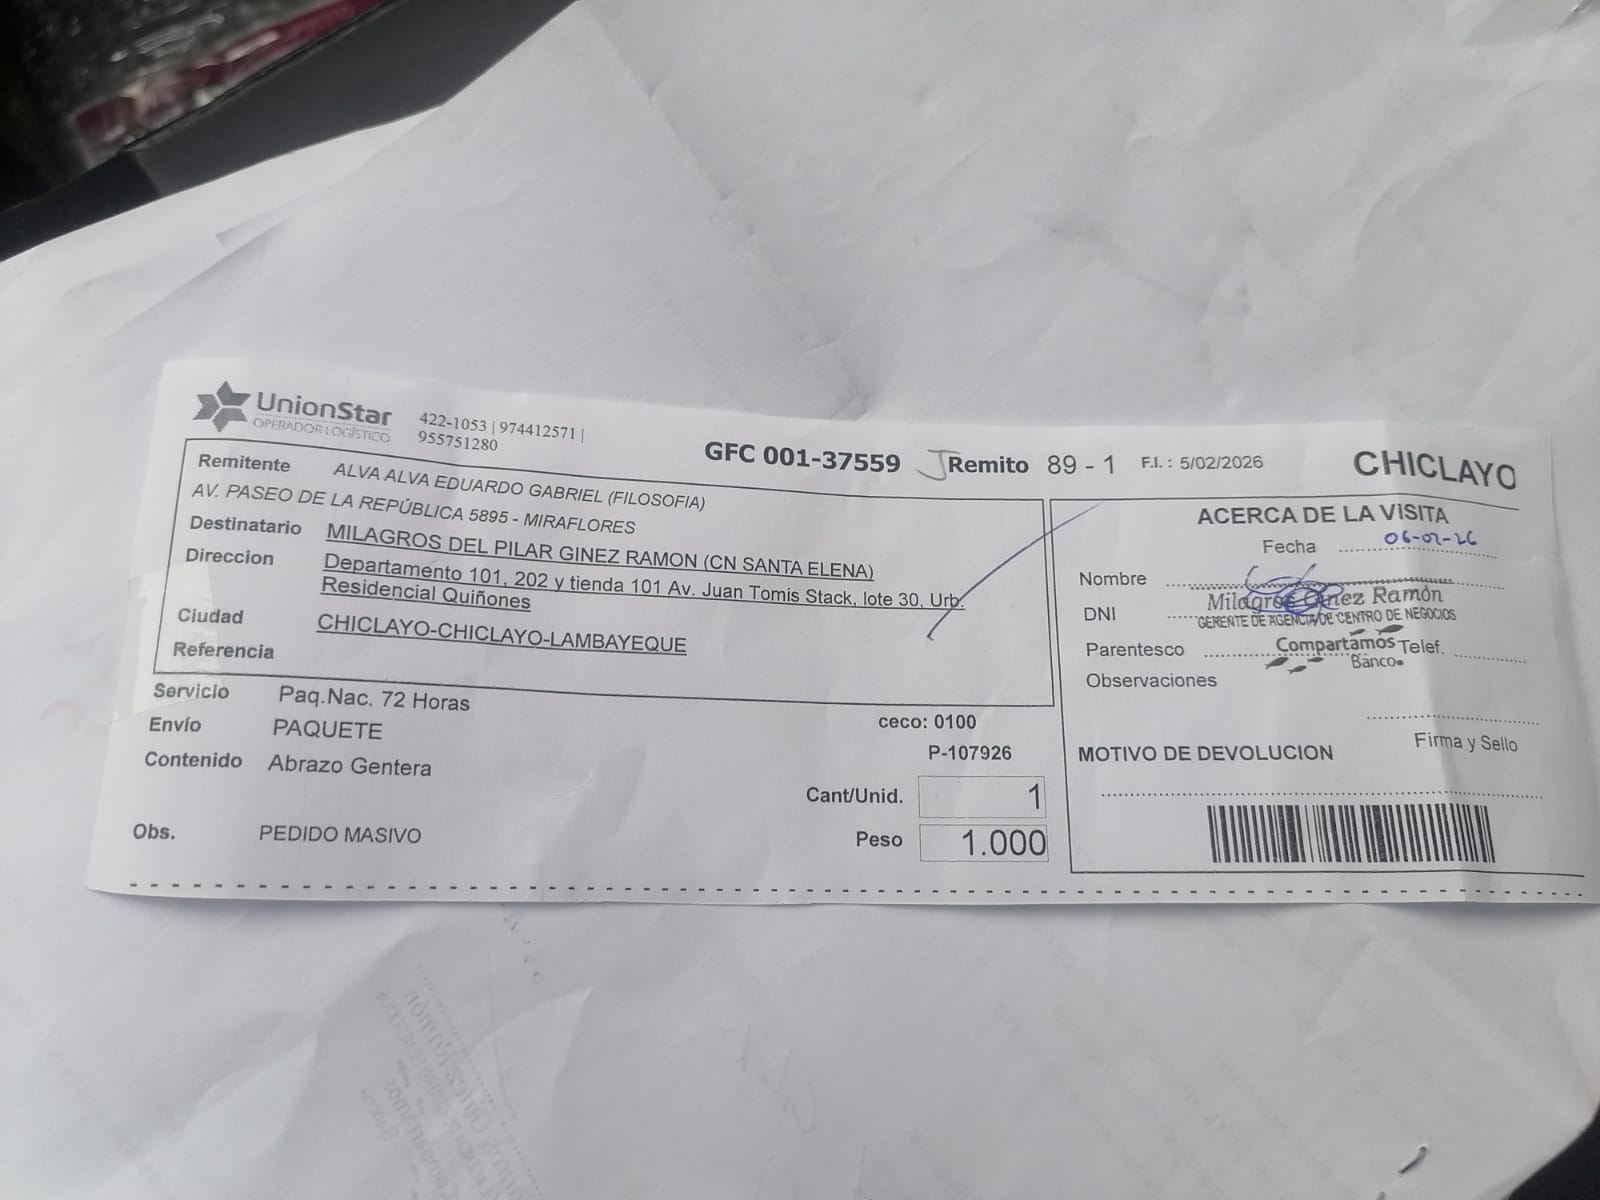 UnionStar
OPERADOR LOGÍSTICO
422-1053 | 974412571 |
955751280
GFC 001-37559
Remito 89 - 1
F.I. : 5/02/2026
CHICLAYO
Remitente ALVA ALVA EDUARDO GABRIEL (FILOSOFIA)
AV. PASEO DE LA REPÚBLICA 5895 - MIRAFLORES
Destinatario MILAGROS DEL PILAR GINEZ RAMON (CN SANTA ELENA)
Direccion Departamento 101, 202 y tienda 101 Av. Juan Tomis Stack, lote 30, Urb.
Residencial Quiñones
Ciudad CHICLAYO-CHICLAYO-LAMBAYEQUE
Referencia
Servicio Paq.Nac. 72 Horas
Envío PAQUETE
Contenido Abrazo Gentera
Obs. PEDIDO MASIVO
ceco: 0100
P-107926
Cant/Unid. 1
Peso 1.000
ACERCA DE LA VISITA
Fecha 06-02-26
Nombre
Milagros Ginez Ramón
DNI
GERENTE DE AGENCIA DE CENTRO DE NEGOCIOS
Parentesco Compartamos Telef.
Banco
Observaciones
Firma y Sello
MOTIVO DE DEVOLUCION